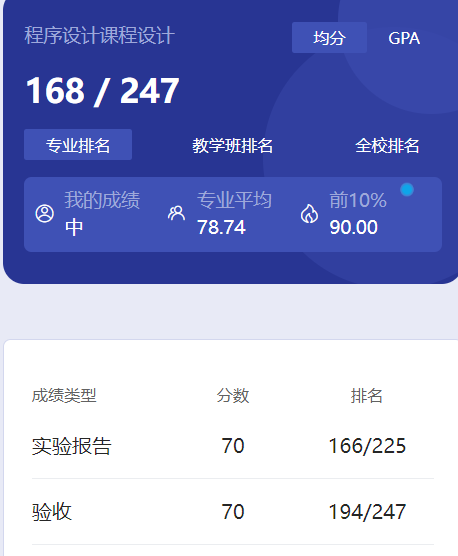 程序设计课程设计 均分 GPA
168 / 247
专业排名 教学班排名 全校排名
我的成绩 专业平均 前10%
中 78.74 90.00
成绩类型 分数 排名
实验报告 70 166/225
验收 70 194/247